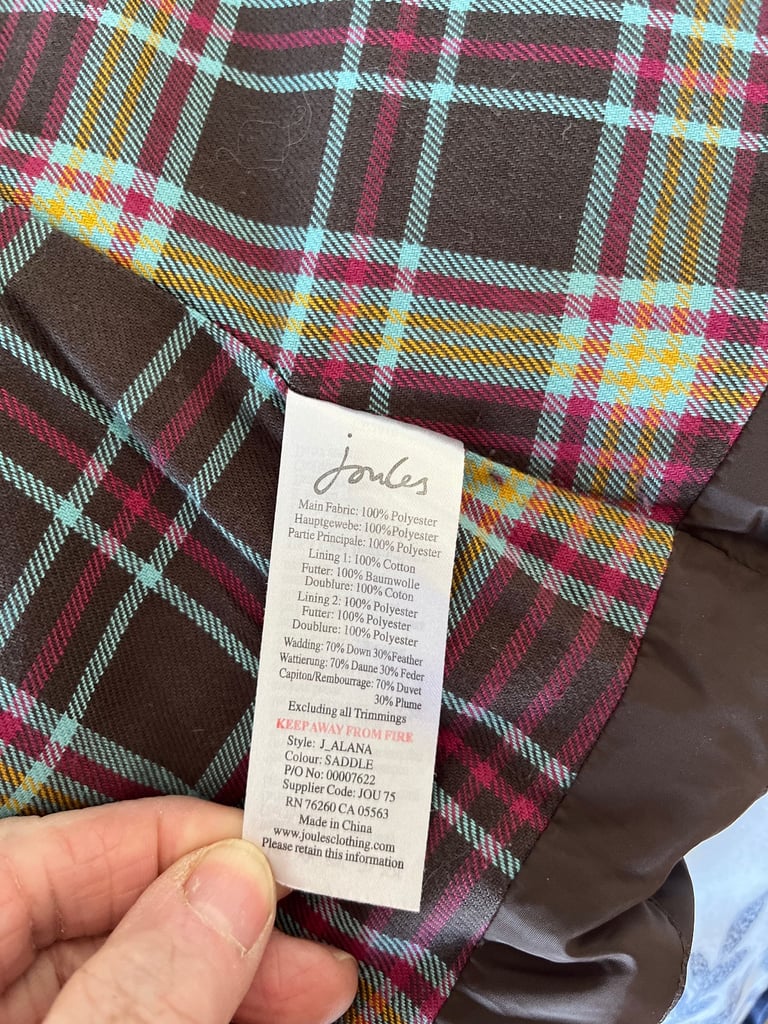 joules
Main Fabric: 100% Polyester
Hauptgewebe: 100%Polyester
Partie Principale: 100% Polyester
Lining 1: 100% Cotton
Futter: 100% Baumwolle
Doublure: 100% Coton
Lining 2: 100% Polyester
Futter: 100% Polyester
Doublure: 100% Polyester
Wadding: 70% Down 30%Feather
Wattierung: 70% Daune 30% Feder
Capiton/Rembourrage: 70% Duvet
30% Plume
Excluding all Trimmings
KEEP AWAY FROM FIRE
Style: J_ALANA
Colour: SADDLE
P/O No: 00007622
Supplier Code: JOU 75
RN 76260 CA 05563
Made in China
www.joulesclothing.com
Please retain this information